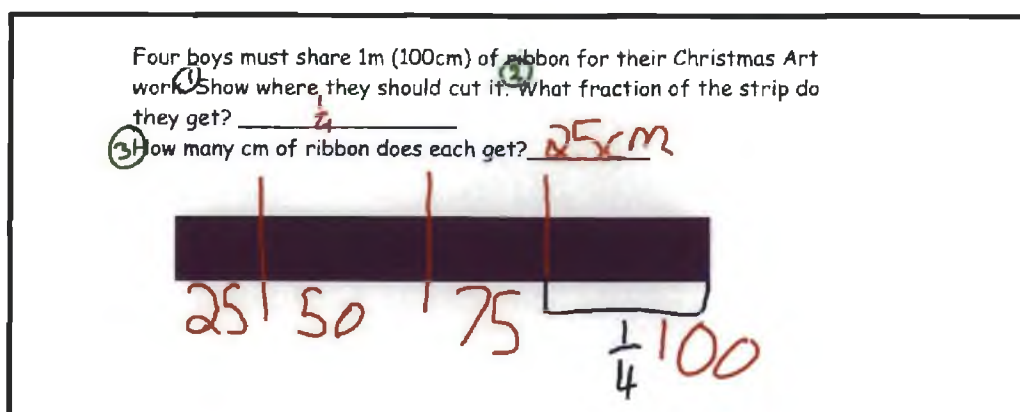 Four boys must share 1m (100cm) of ribbon for their Christmas Art
work. ① Show where they should cut it. ② What fraction of the strip do
they get? 1/4
③ How many cm of ribbon does each get? 25cm
25 50 75 1/4 100